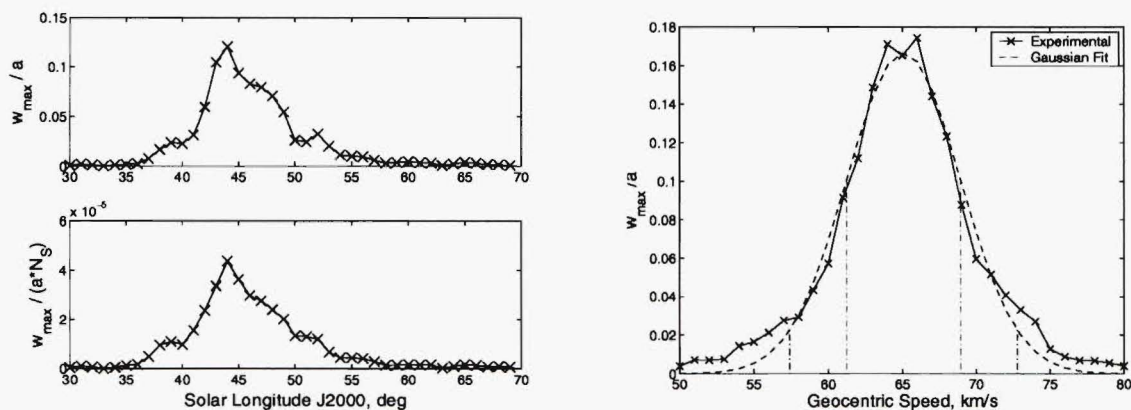 0.15
0.1
0.05
0
w_max / a
30 35 40 45 50 55 60 65 70
x 10^-5
6
4
2
0
w_max / (a*N_S)
30 35 40 45 50 55 60 65 70
Solar Longitude J2000, deg
0.18
0.16
0.14
0.12
0.1
0.08
0.06
0.04
0.02
0
w_max/a
Experimental
Gaussian Fit
50 55 60 65 70 75 80
Geocentric Speed, km/s